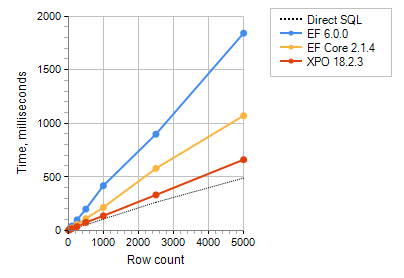 2000
1500
1000
500
0
Time, milliseconds
0 1000 2000 3000 4000 5000
Row count
Direct SQL
EF 6.0.0
EF Core 2.1.4
XPO 18.2.3